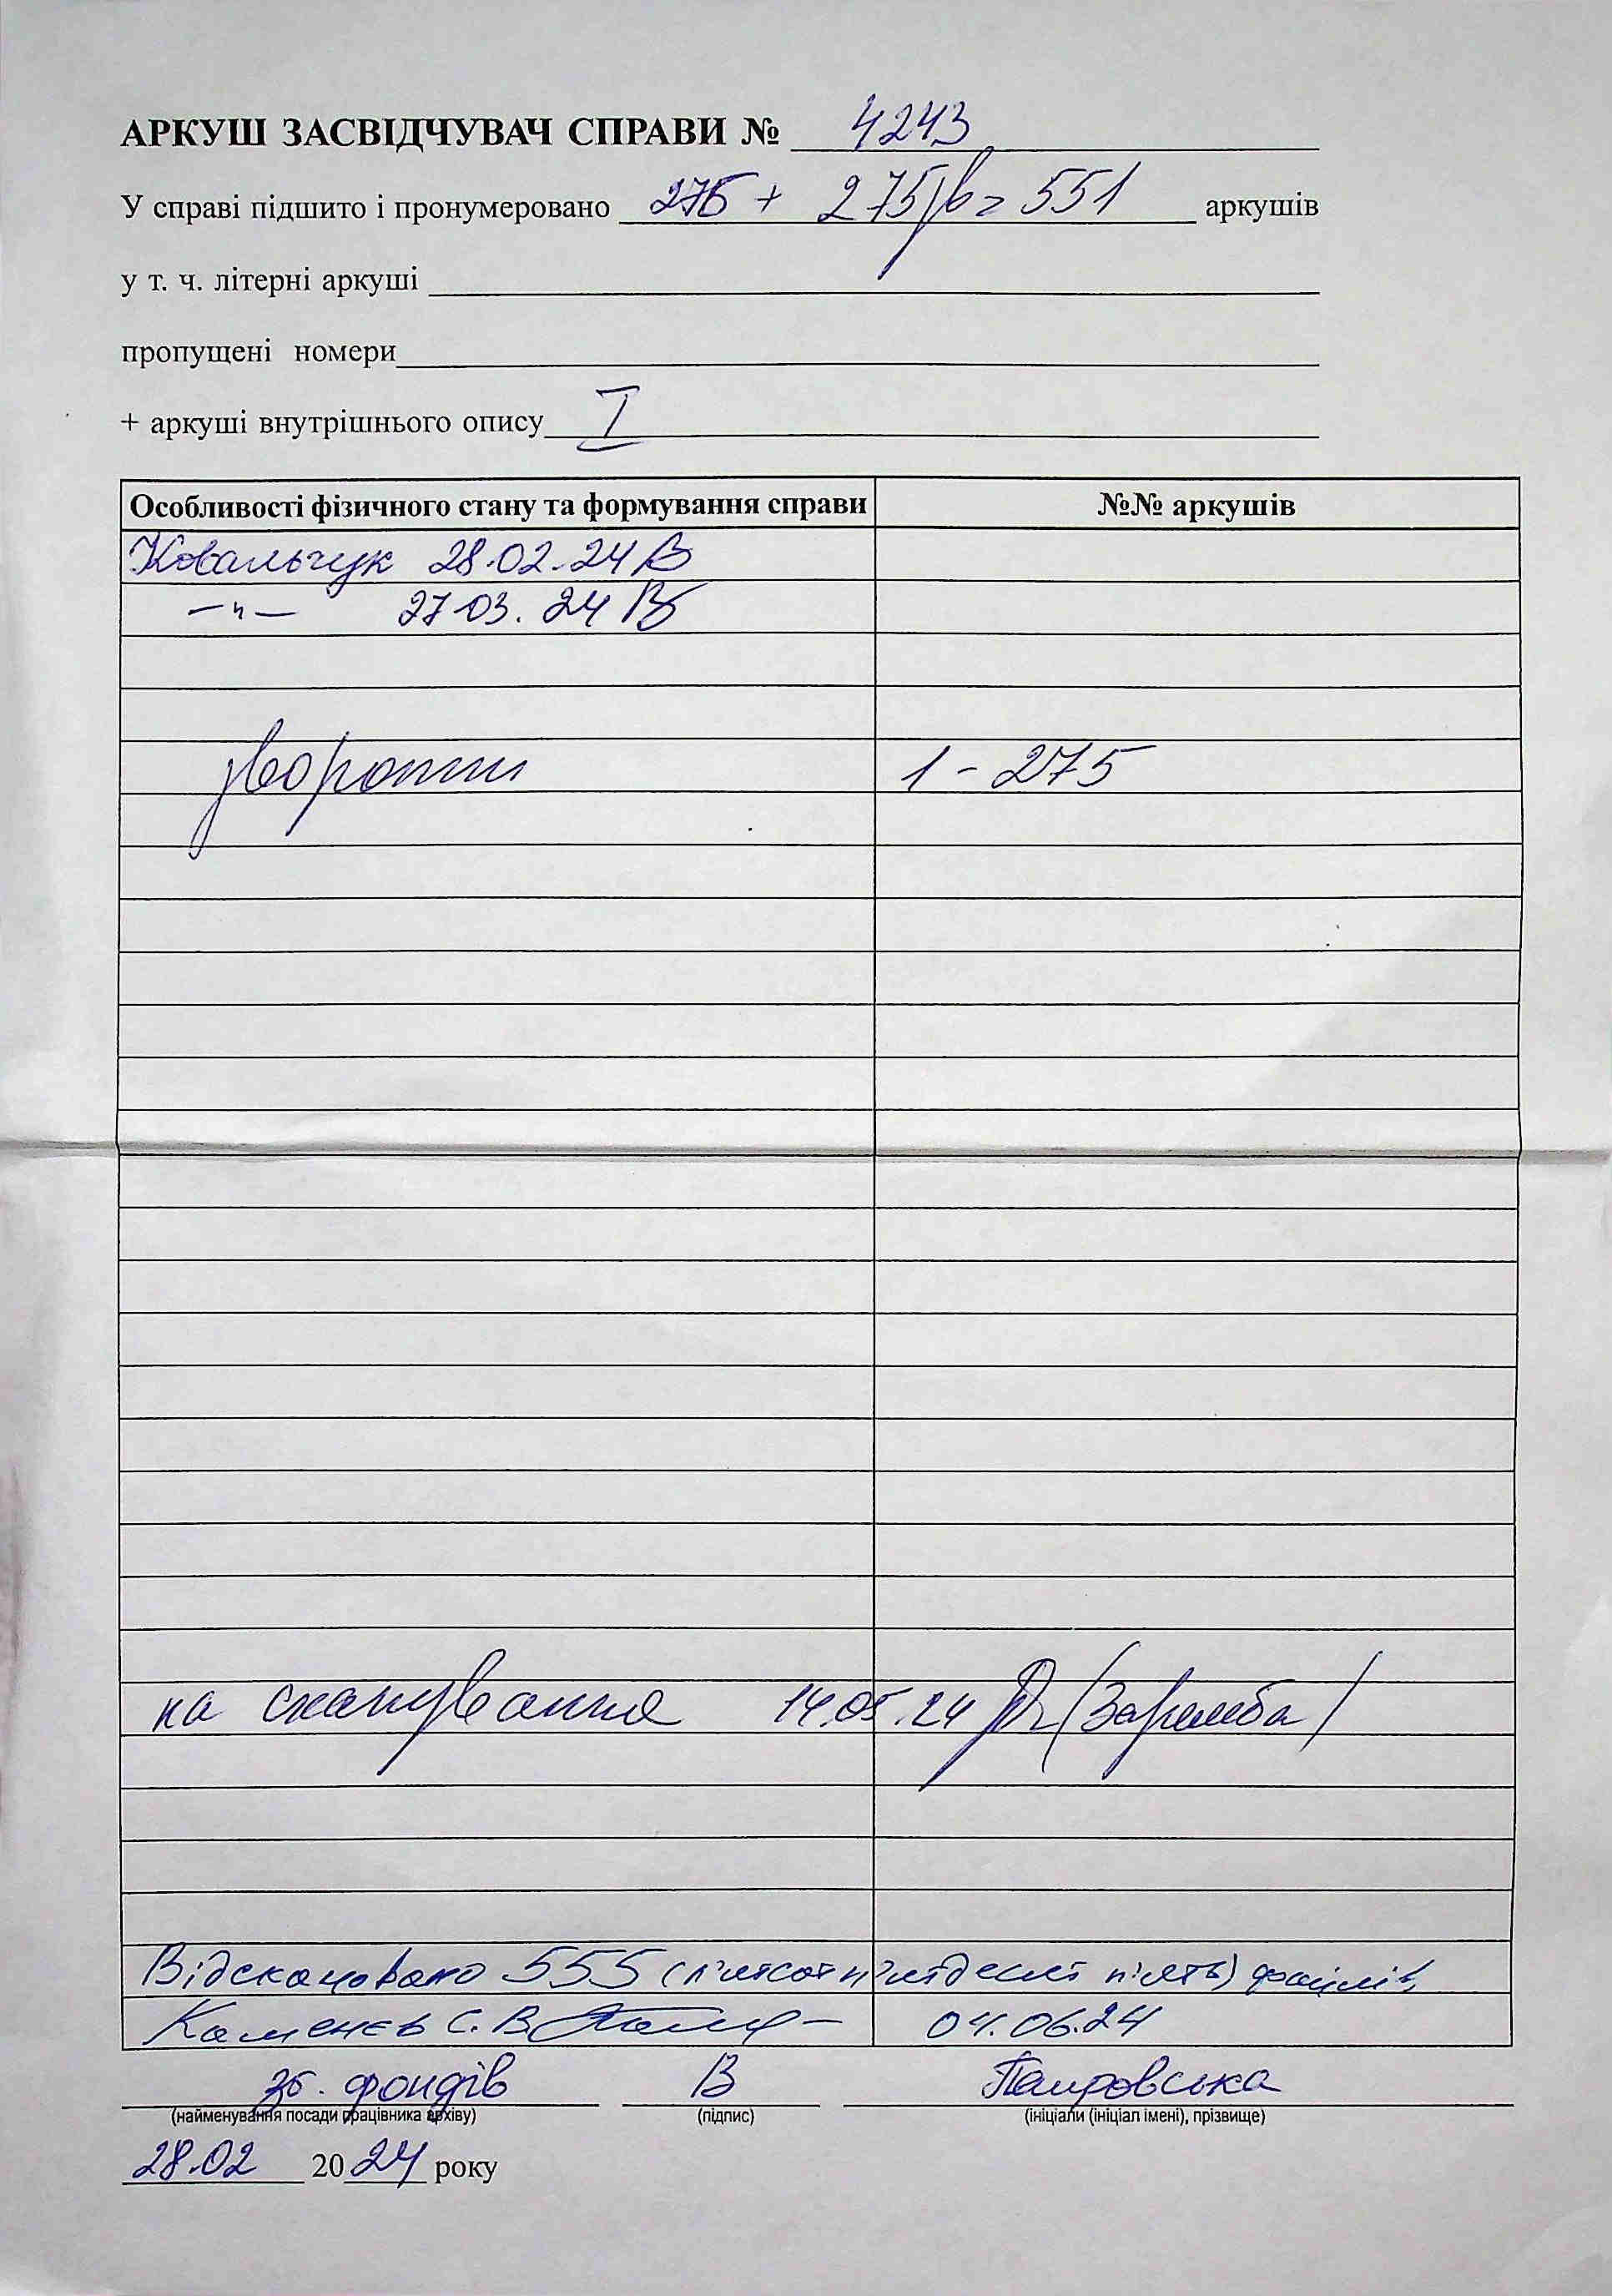 АРКУШ ЗАСВІДЧУВАЧ СПРАВИ № 4243
У справі підшито і пронумеровано 276 + 275зв = 551 аркушів
у т. ч. літерні аркуші
пропущені номери
+ аркуші внутрішнього опису I
Особливості фізичного стану та формування справи №№ аркушів
Ковальчук 28.02.24 В
—"— 27.03.24 В
звороти 1 - 275
на сканування 14.05.24 (Заремба)
Відскановано 555 (п'ятсот п'ятдесят п'ять) файлів,
Каменєв С.В. 04.06.24
зб. фондів В
(найменування посади працівника архіву) (підпис) (ініціали (ініціал імені), прізвище)
28.02 2024 року